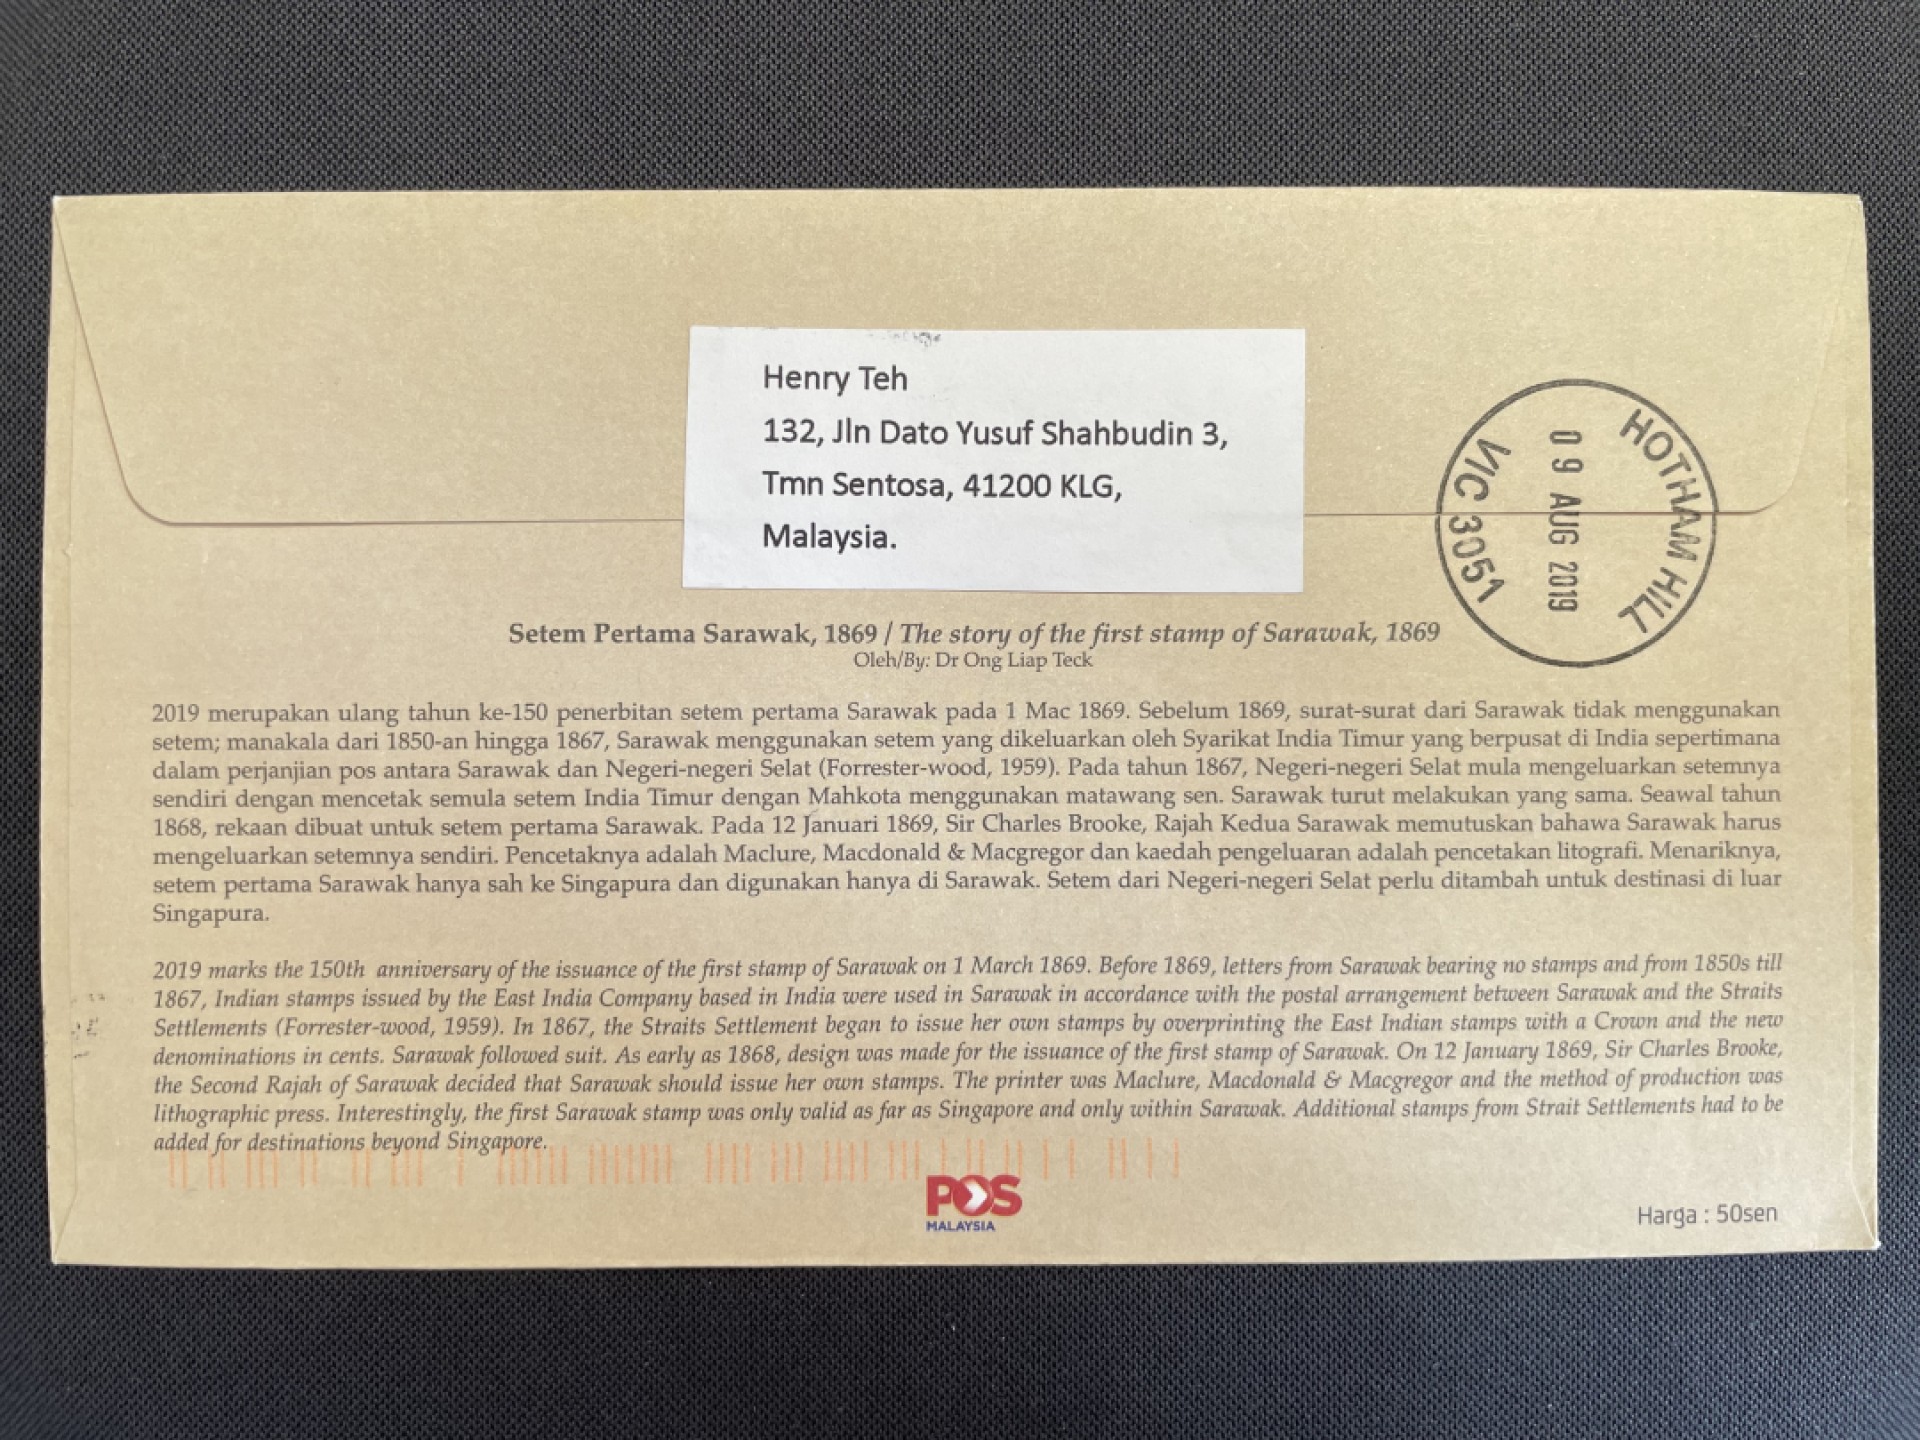 Henry Teh
132, Jln Dato Yusuf Shahbudin 3,
Tmn Sentosa, 41200 KLG,
Malaysia.
HOTHAM HILL
09 AUG 2019
VIC 3051
Setem Pertama Sarawak, 1869 / The story of the first stamp of Sarawak, 1869
Oleh/By: Dr Ong Liap Teck
2019 merupakan ulang tahun ke-150 penerbitan setem pertama Sarawak pada 1 Mac 1869. Sebelum 1869, surat-surat dari Sarawak tidak menggunakan
setem; manakala dari 1850-an hingga 1867, Sarawak menggunakan setem yang dikeluarkan oleh Syarikat India Timur yang berpusat di India sepertimana
dalam perjanjian pos antara Sarawak dan Negeri-negeri Selat (Forrester-wood, 1959). Pada tahun 1867, Negeri-negeri Selat mula mengeluarkan setemnya
sendiri dengan mencetak semula setem India Timur dengan Mahkota menggunakan matawang sen. Sarawak turut melakukan yang sama. Seawal tahun
1868, rekaan dibuat untuk setem pertama Sarawak. Pada 12 Januari 1869, Sir Charles Brooke, Rajah Kedua Sarawak memutuskan bahawa Sarawak harus
mengeluarkan setemnya sendiri. Pencetaknya adalah Maclure, Macdonald & Macgregor dan kaedah pengeluaran adalah pencetakan litografi. Menariknya,
setem pertama Sarawak hanya sah ke Singapura dan digunakan hanya di Sarawak. Setem dari Negeri-negeri Selat perlu ditambah untuk destinasi di luar
Singapura.
2019 marks the 150th anniversary of the issuance of the first stamp of Sarawak on 1 March 1869. Before 1869, letters from Sarawak bearing no stamps and from 1850s till
1867, Indian stamps issued by the East India Company based in India were used in Sarawak in accordance with the postal arrangement between Sarawak and the Straits
Settlements (Forrester-wood, 1959). In 1867, the Straits Settlement began to issue her own stamps by overprinting the East Indian stamps with a Crown and the new
denominations in cents. Sarawak followed suit. As early as 1868, design was made for the issuance of the first stamp of Sarawak. On 12 January 1869, Sir Charles Brooke,
the Second Rajah of Sarawak decided that Sarawak should issue her own stamps. The printer was Maclure, Macdonald & Macgregor and the method of production was
lithographic press. Interestingly, the first Sarawak stamp was only valid as far as Singapore and only within Sarawak. Additional stamps from Strait Settlements had to be
added for destinations beyond Singapore.
POS
MALAYSIA
Harga : 50sen